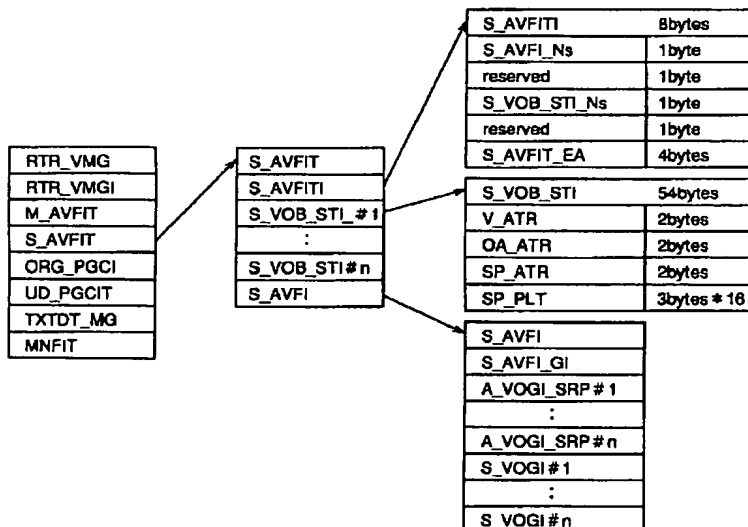 RTR_VMG
RTR_VMGI
M_AVFIT
S_AVFIT
ORG_PGCI
UD_PGCIT
TXTDT_MG
MNFIT
S_AVFIT
S_AVFITI
S_VOB_STI_#1
:
S_VOB_STI#n
S_AVFI
S_AVFITI 8bytes
S_AVFI_Ns 1byte
reserved 1byte
S_VOB_STI_Ns 1byte
reserved 1byte
S_AVFIT_EA 4bytes
S_VOB_STI 54bytes
V_ATR 2bytes
OA_ATR 2bytes
SP_ATR 2bytes
SP_PLT 3bytes*16
S_AVFI
S_AVFI_GI
A_VOGI_SRP#1
:
A_VOGI_SRP#n
S_VOGI#1
:
S_VOGI#n